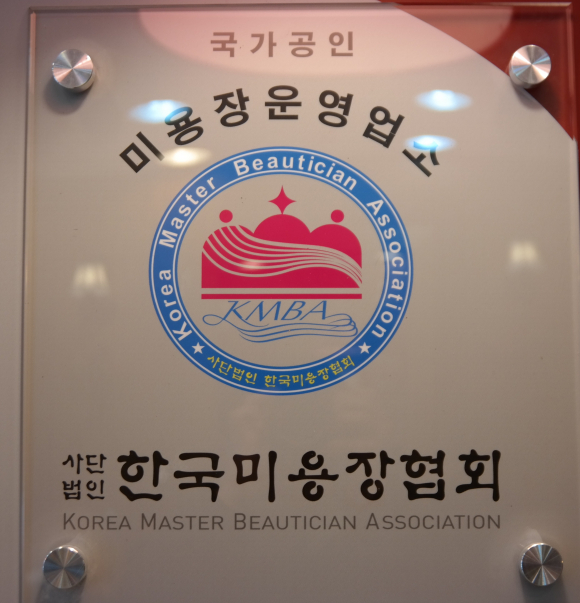 국가공인
미용장운영업소
Korea Master Beautician Association
KMBA
사단법인 한국미용장협회
사단
법인 한국미용장협회
KOREA MASTER BEAUTICIAN ASSOCIATION